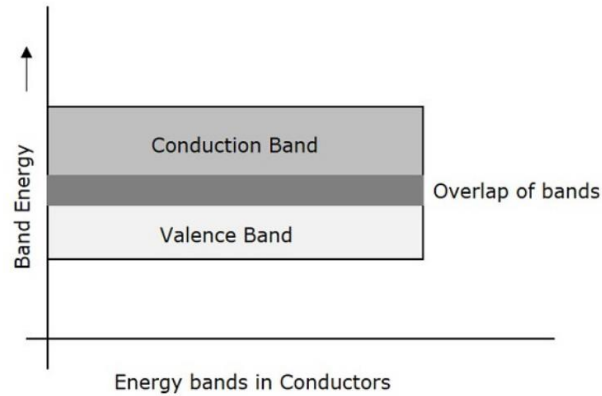 Conduction Band
Overlap of bands
Valence Band
Band Energy
Energy bands in Conductors